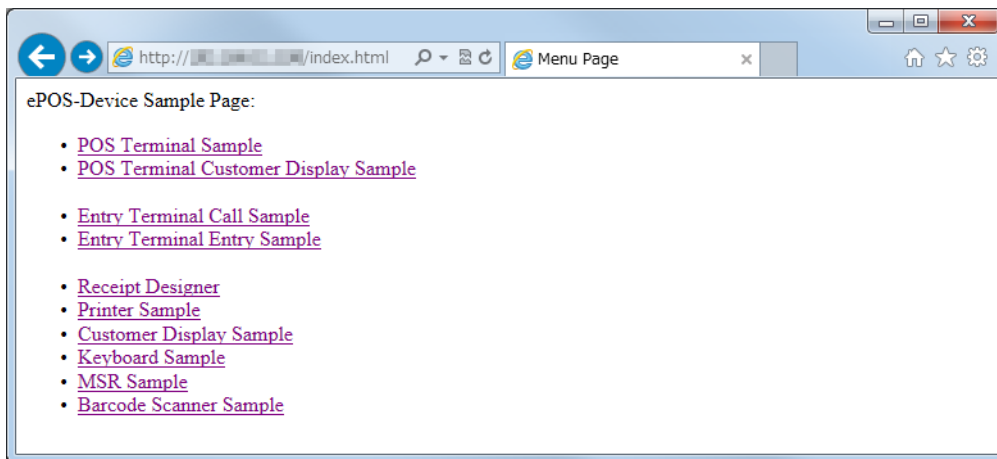 http:// /index.html
Menu Page
ePOS-Device Sample Page:
• POS Terminal Sample
• POS Terminal Customer Display Sample
• Entry Terminal Call Sample
• Entry Terminal Entry Sample
• Receipt Designer
• Printer Sample
• Customer Display Sample
• Keyboard Sample
• MSR Sample
• Barcode Scanner Sample